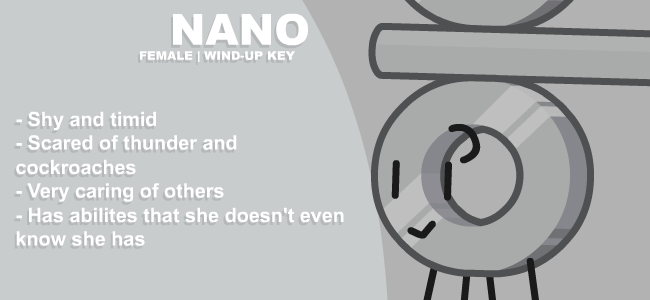 NANO
FEMALE | WIND-UP KEY
- Shy and timid
- Scared of thunder and
cockroaches
- Very caring of others
- Has abilites that she doesn't even
know she has